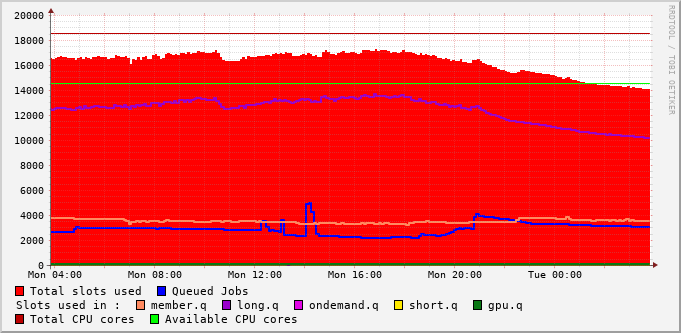 20000
18000
16000
14000
12000
10000
8000
6000
4000
2000
0
Mon 04:00 Mon 08:00 Mon 12:00 Mon 16:00 Mon 20:00 Tue 00:00
Total slots used Queued Jobs
Slots used in : member.q long.q ondemand.q short.q gpu.q
Total CPU cores Available CPU cores
RRDTOOL / TOBI OETIKER